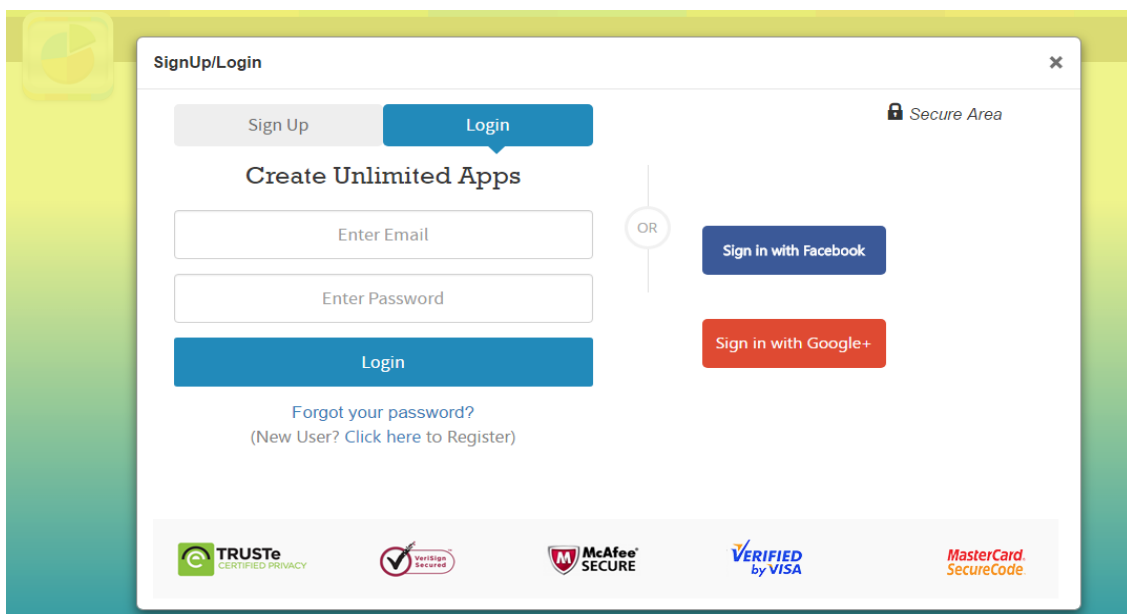 SignUp/Login
×
Sign Up
Login
Secure Area
Create Unlimited Apps
Enter Email
OR
Sign in with Facebook
Enter Password
Sign in with Google+
Login
Forgot your password?
(New User? Click here to Register)
TRUSTe
CERTIFIED PRIVACY
VeriSign
Secured
McAfee
SECURE
VERIFIED
by VISA
MasterCard.
SecureCode.